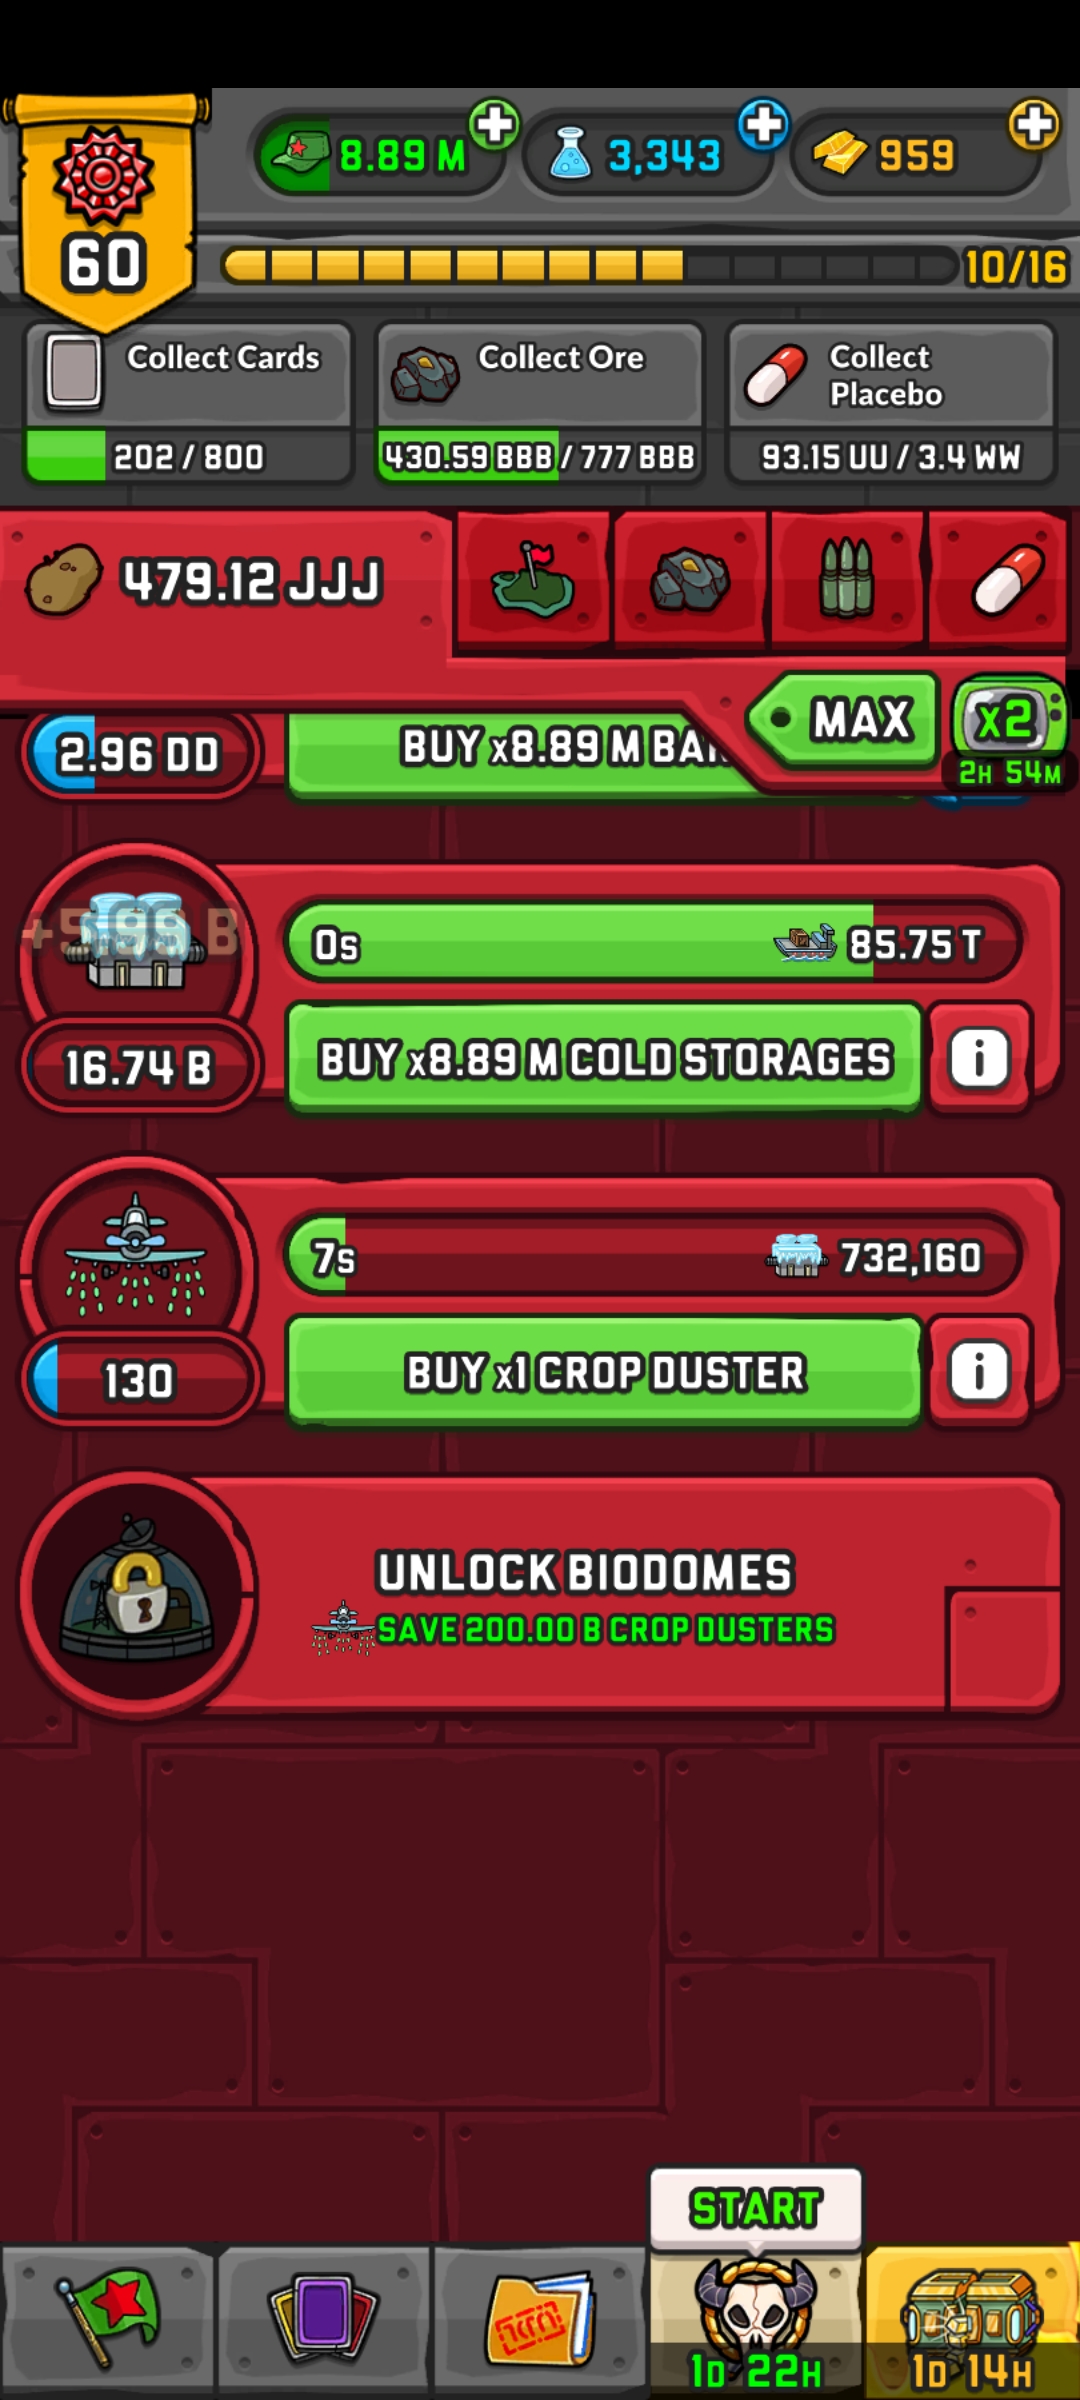 60
8.89 M
3,343
959
10/16
Collect Cards
202 / 800
Collect Ore
430.59 BBB / 777 BBB
Collect
Placebo
93.15 UU / 3.4 WW
479.12 JJJ
MAX
x2
2H 54M
2.96 DD
BUY x8.89 M
0s
85.75 T
16.74 B
BUY x8.89 M COLD STORAGES
7s
732,160
130
BUY x1 CROP DUSTER
UNLOCK BIODOMES
SAVE 200.00 B CROP DUSTERS
START
1D 22H
1D 14H